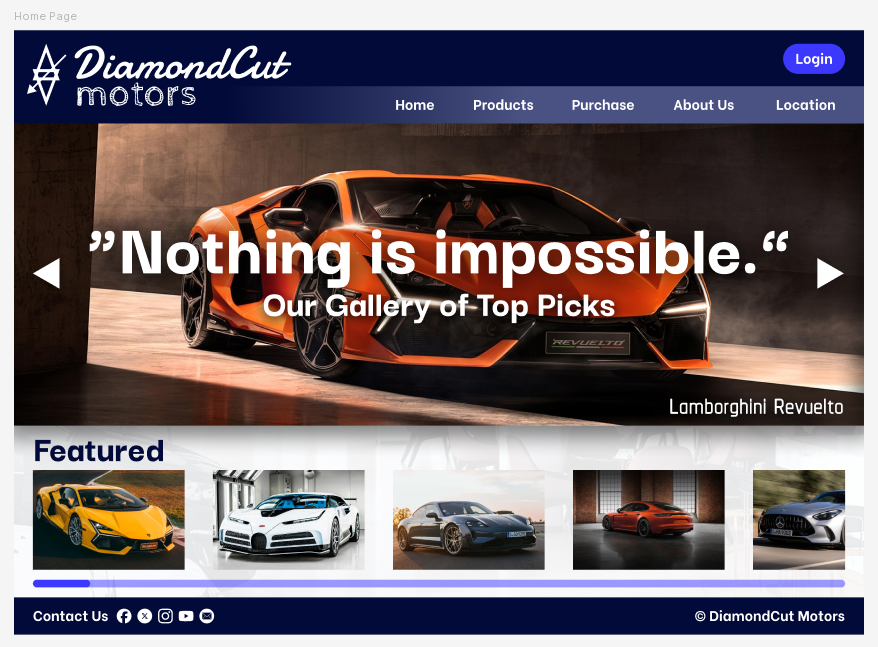 Home Page
DiamondCut
motors
Login
Home Products Purchase About Us Location
”Nothing is impossible.“
Our Gallery of Top Picks
REVUELTO
Lamborghini Revuelto
Featured
Contact Us
© DiamondCut Motors